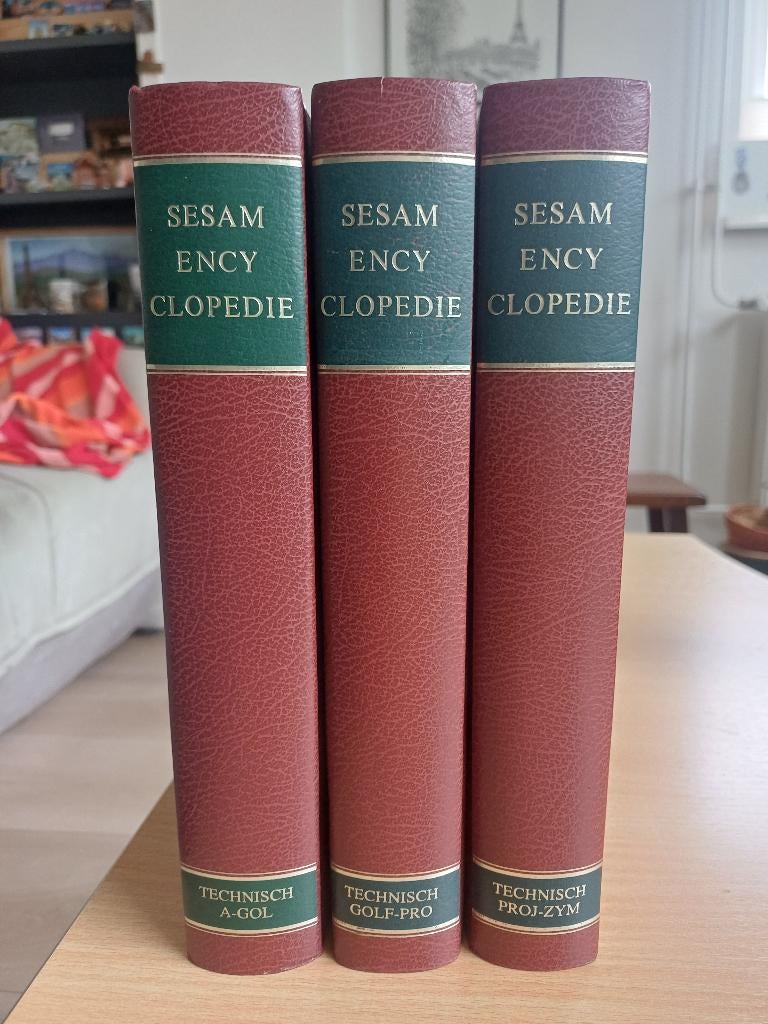 SESAM
ENCY
CLOPEDIE
TECHNISCH
A-GOL
SESAM
ENCY
CLOPEDIE
TECHNISCH
GOLF-PRO
SESAM
ENCY
CLOPEDIE
TECHNISCH
PROJ-ZYM